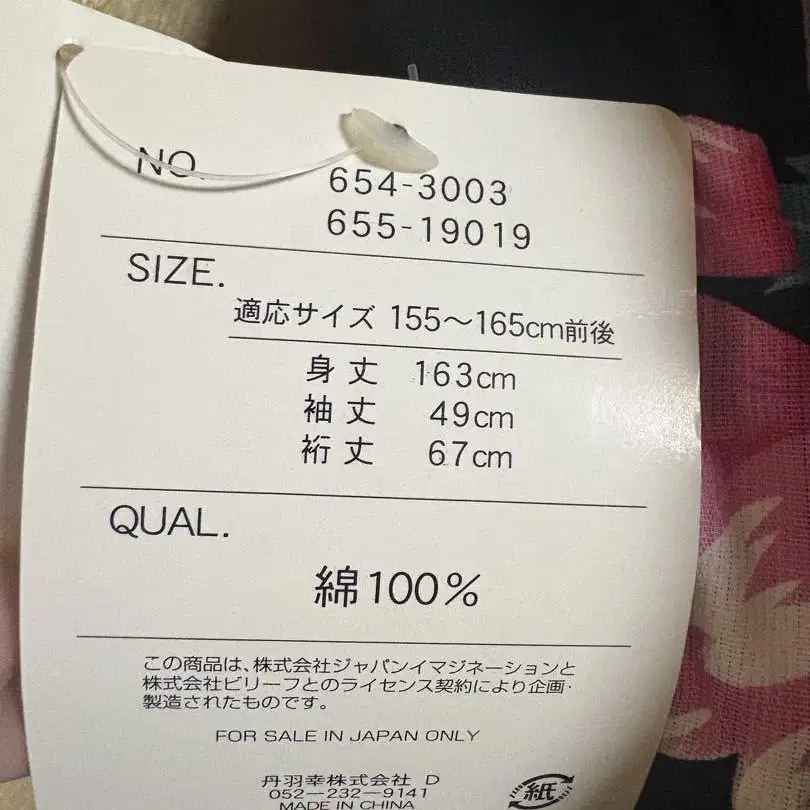 NO.
654-3003
655-19019
SIZE.
適応サイズ 155〜165cm前後
身丈 163cm
袖丈 49cm
裄丈 67cm
QUAL.
綿100%
この商品は、株式会社ジャパンイマジネーションと
株式会社ビリーフとのライセンス契約により企画・
製造されたものです。
FOR SALE IN JAPAN ONLY
丹羽幸株式会社 D
052-232-9141
MADE IN CHINA
紙